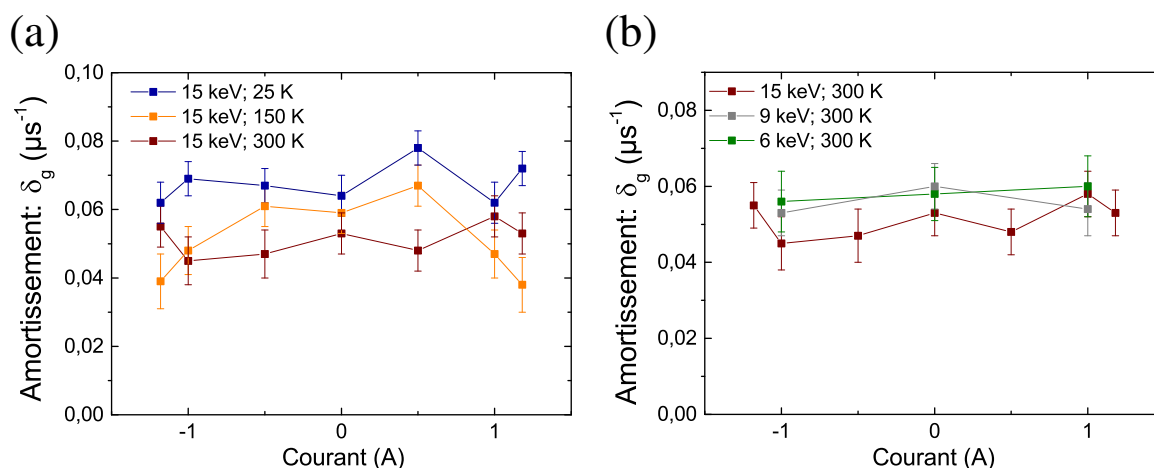 (a)
Amortissement: δg (μs-1)
0,10
0,08
0,06
0,04
0,02
0,00
15 keV; 25 K
15 keV; 150 K
15 keV; 300 K
-1
0
1
Courant (A)
(b)
Amortissement: δg (μs-1)
0,08
0,06
0,04
0,02
0,00
15 keV; 300 K
9 keV; 300 K
6 keV; 300 K
-1
0
1
Courant (A)